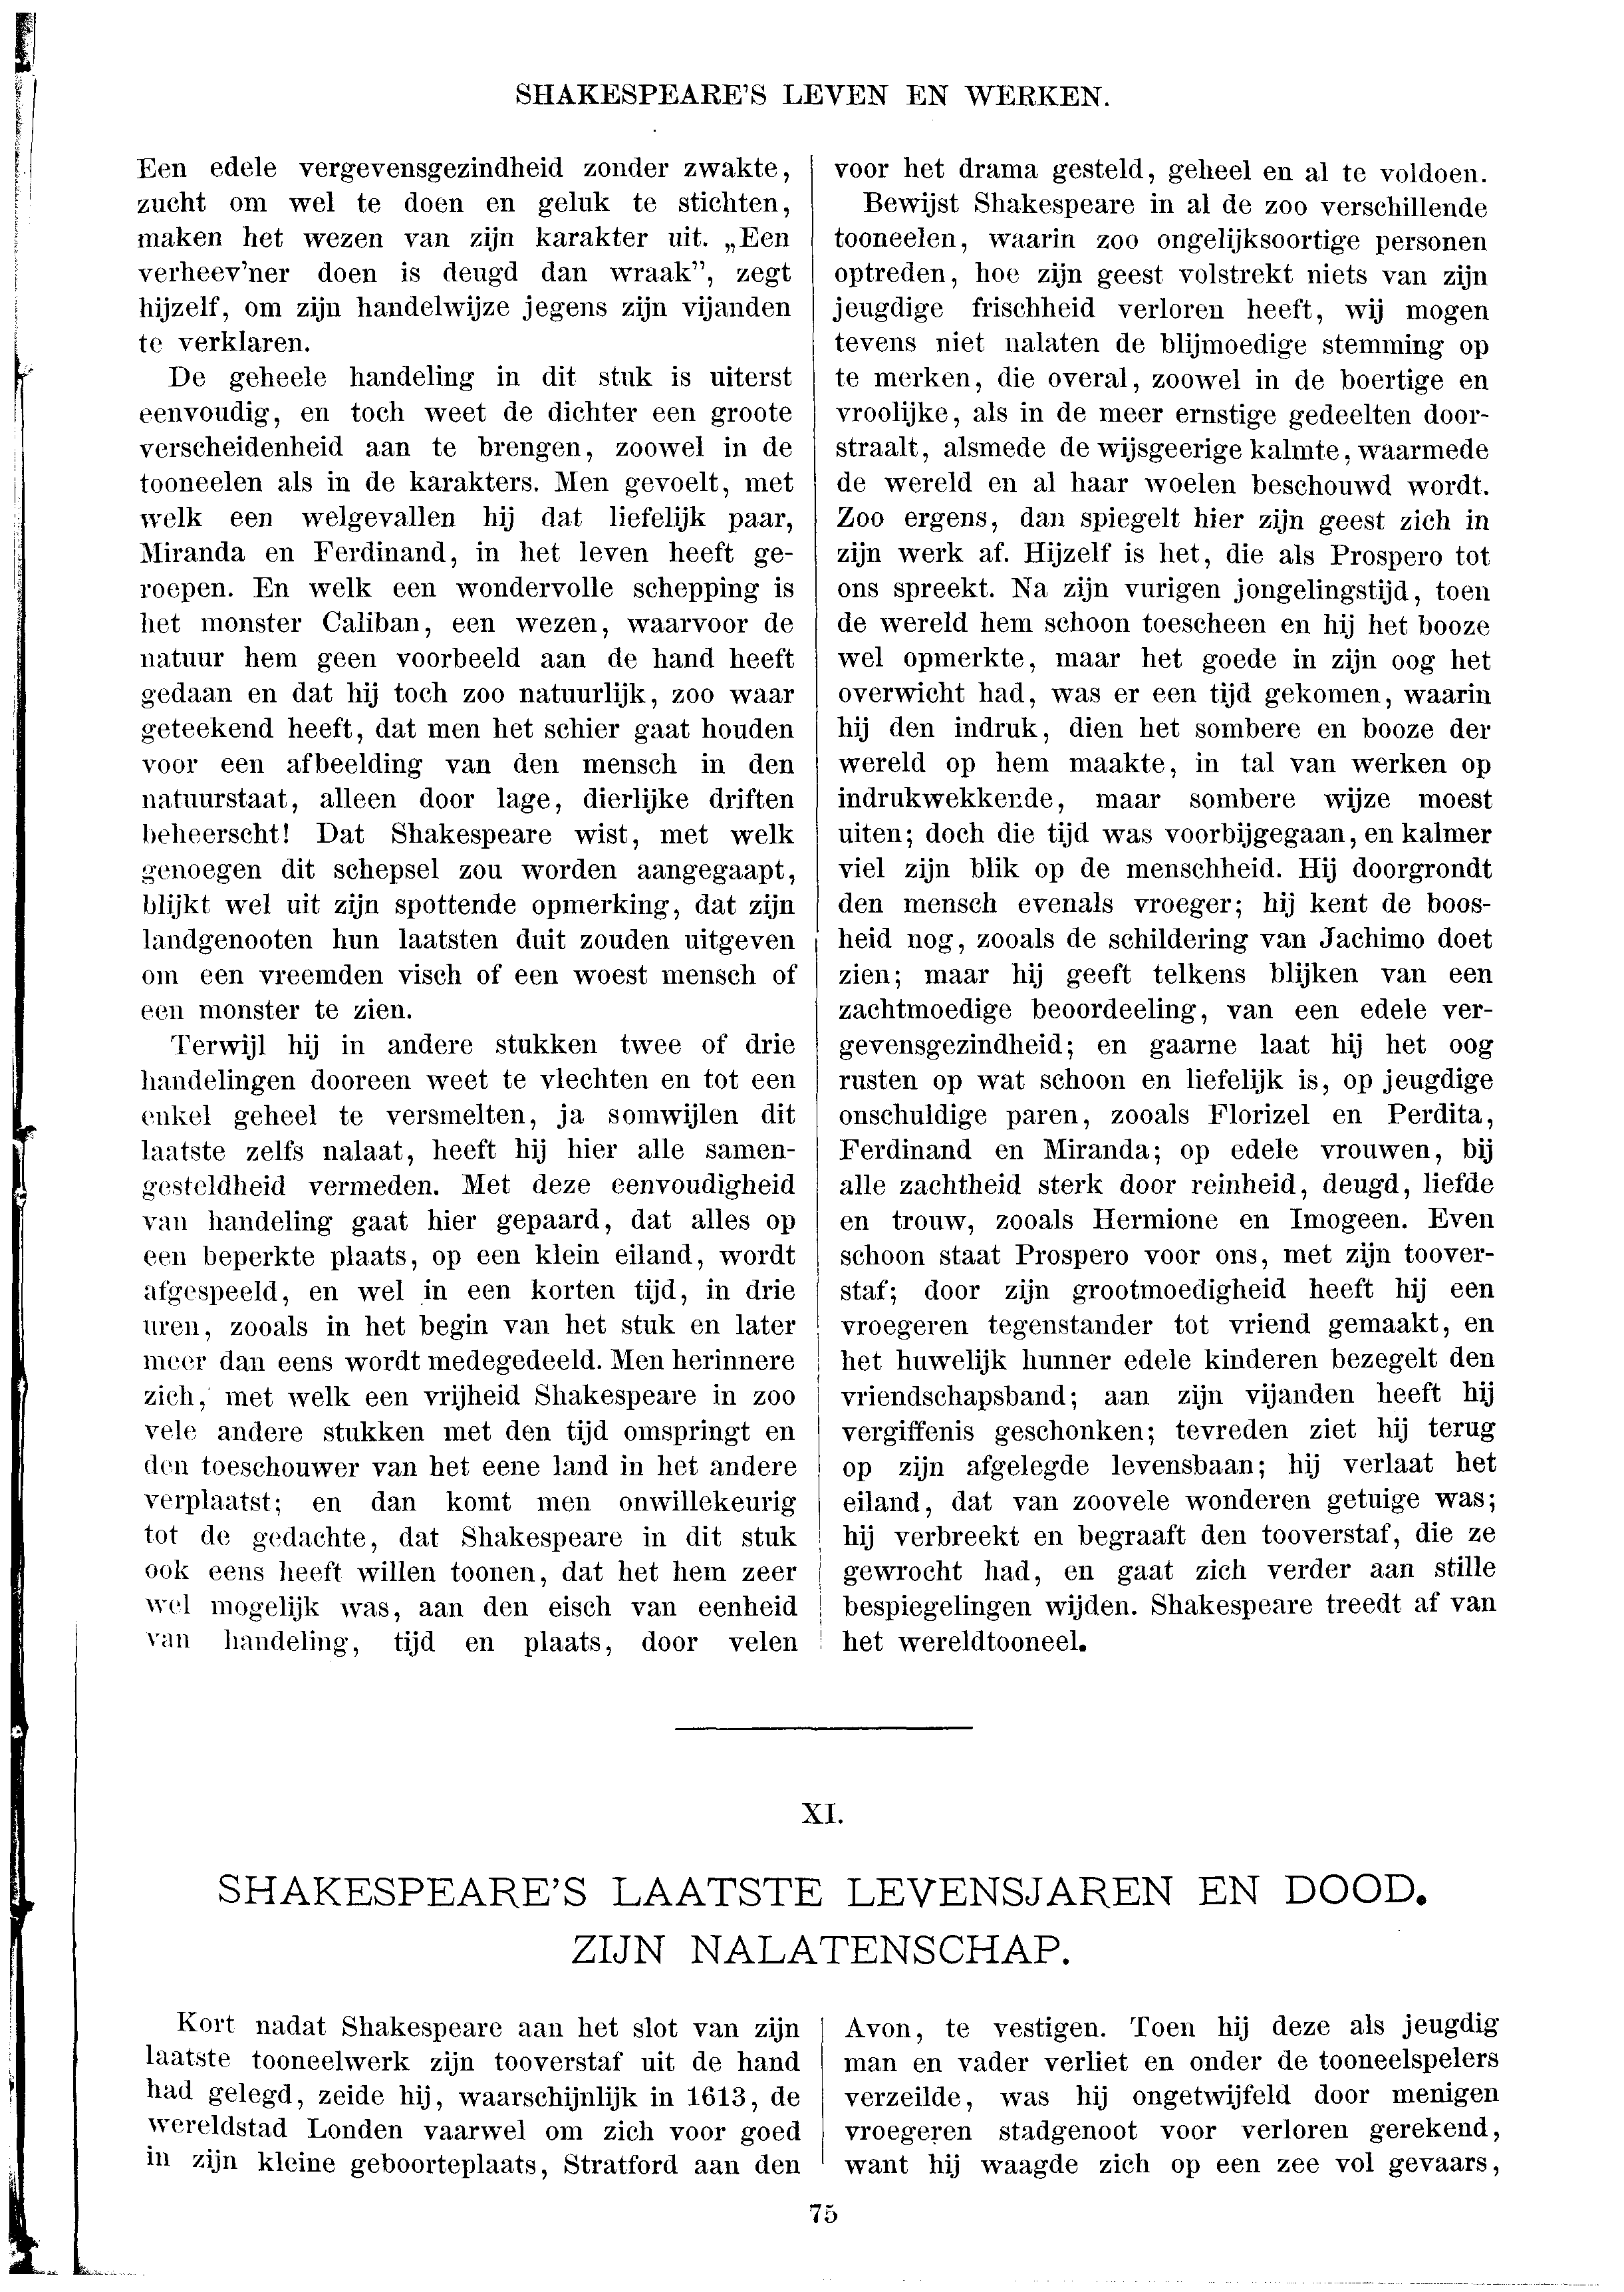 SHAKESPEARE'S LEVEN EN WERKEN.
Een edele vergevensgezindheid zonder zwakte,
zucht om wel te doen en geluk te stichten,
maken het wezen van zijn karakter uit. „Een
verheev'ner doen is deugd dan wraak”, zegt
hijzelf, om zijn handelwijze jegens zijn vijanden
te verklaren.
De geheele handeling in dit stuk is uiterst
eenvoudig, en toch weet de dichter een groote
verscheidenheid aan te brengen, zoowel in de
tooneelen als in de karakters. Men gevoelt, met
welk een welgevallen hij dat liefelijk paar,
Miranda en Ferdinand, in het leven heeft ge-
roepen. En welk een wondervolle schepping is
het monster Caliban, een wezen, waarvoor de
natuur hem geen voorbeeld aan de hand heeft
gedaan en dat hij toch zoo natuurlijk, zoo waar
geteekend heeft, dat men het schier gaat houden
voor een afbeelding van den mensch in den
natuurstaat, alleen door lage, dierlijke driften
beheerscht! Dat Shakespeare wist, met welk
genoegen dit schepsel zou worden aangegaapt,
blijkt wel uit zijn spottende opmerking, dat zijn
landgenooten hun laatsten duit zouden uitgeven
om een vreemden visch of een woest mensch of
een monster te zien.
Terwijl hij in andere stukken twee of drie
handelingen dooreen weet te vlechten en tot een
enkel geheel te versmelten, ja somwijlen dit
laatste zelfs nalaat, heeft hij hier alle samen-
gesteldheid vermeden. Met deze eenvoudigheid
van handeling gaat hier gepaard, dat alles op
een beperkte plaats, op een klein eiland, wordt
afgespeeld, en wel in een korten tijd, in drie
uren, zooals in het begin van het stuk en later
meer dan eens wordt medegedeeld. Men herinnere
zich, met welk een vrijheid Shakespeare in zoo
vele andere stukken met den tijd omspringt en
den toeschouwer van het eene land in het andere
verplaatst; en dan komt men onwillekeurig
tot de gedachte, dat Shakespeare in dit stuk
ook eens heeft willen toonen, dat het hem zeer
wel mogelijk was, aan den eisch van eenheid
van handeling, tijd en plaats, door velen
voor het drama gesteld, geheel en al te voldoen.
Bewijst Shakespeare in al de zoo verschillende
tooneelen, waarin zoo ongelijksoortige personen
optreden, hoe zijn geest volstrekt niets van zijn
jeugdige frischheid verloren heeft, wij mogen
tevens niet nalaten de blijmoedige stemming op
te merken, die overal, zoowel in de boertige en
vroolijke, als in de meer ernstige gedeelten door-
straalt, alsmede de wijsgeerige kalmte, waarmede
de wereld en al haar woelen beschouwd wordt.
Zoo ergens, dan spiegelt hier zijn geest zich in
zijn werk af. Hijzelf is het, die als Prospero tot
ons spreekt. Na zijn vurigen jongelingstijd, toen
de wereld hem schoon toescheen en hij het booze
wel opmerkte, maar het goede in zijn oog het
overwicht had, was er een tijd gekomen, waarin
hij den indruk, dien het sombere en booze der
wereld op hem maakte, in tal van werken op
indrukwekkende, maar sombere wijze moest
uiten; doch die tijd was voorbijgegaan, en kalmer
viel zijn blik op de menschheid. Hij doorgrondt
den mensch evenals vroeger; hij kent de boos-
heid nog, zooals de schildering van Jachimo doet
zien; maar hij geeft telkens blijken van een
zachtmoedige beoordeeling, van een edele ver-
gevensgezindheid; en gaarne laat hij het oog
rusten op wat schoon en liefelijk is, op jeugdige
onschuldige paren, zooals Florizel en Perdita,
Ferdinand en Miranda; op edele vrouwen, bij
alle zachtheid sterk door reinheid, deugd, liefde
en trouw, zooals Hermione en Imogeen. Even
schoon staat Prospero voor ons, met zijn toover-
staf; door zijn grootmoedigheid heeft hij een
vroegeren tegenstander tot vriend gemaakt, en
het huwelijk hunner edele kinderen bezegelt den
vriendschapsband; aan zijn vijanden heeft hij
vergiffenis geschonken; tevreden ziet hij terug
op zijn afgelegde levensbaan; hij verlaat het
eiland, dat van zoovele wonderen getuige was;
hij verbreekt en begraaft den tooverstaf, die ze
gewrocht had, en gaat zich verder aan stille
bespiegelingen wijden. Shakespeare treedt af van
het wereldtooneel.
XI.
SHAKESPEARE'S LAATSTE LEVENSJAREN EN DOOD.
ZIJN NALATENSCHAP.
Kort nadat Shakespeare aan het slot van zijn
laatste tooneelwerk zijn tooverstaf uit de hand
had gelegd, zeide hij, waarschijnlijk in 1613, de
wereldstad Londen vaarwel om zich voor goed
in zijn kleine geboorteplaats, Stratford aan den
Avon, te vestigen. Toen hij deze als jeugdig
man en vader verliet en onder de tooneelspelers
verzeilde, was hij ongetwijfeld door menigen
vroegeren stadgenoot voor verloren gerekend,
want hij waagde zich op een zee vol gevaars,
75